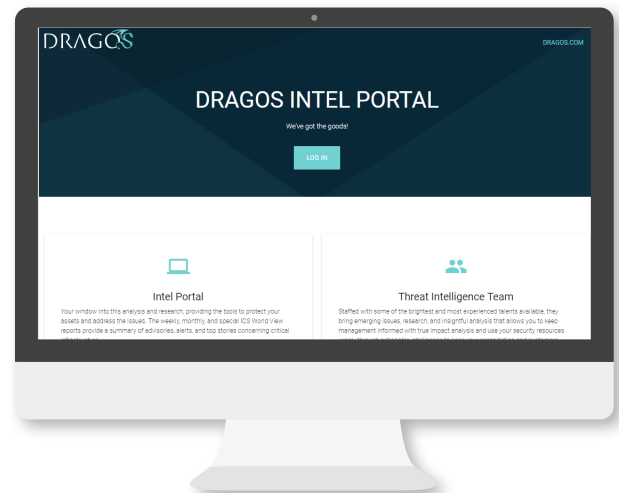 DRAGOS
DRAGOS.COM
DRAGOS INTEL PORTAL
We've got the goods!
LOG IN
Intel Portal
Your window into this analysis and research, providing the tools to protect your
assets and address the issues. The weekly, monthly, and special ICS World View
reports provide a summary of advisories, alerts, and top stories concerning critical
Threat Intelligence Team
Staffed with some of the brightest and most experienced talents available, they
bring emerging issues, research, and insightful analysis that allows you to keep
management informed with true impact analysis and use your security resources